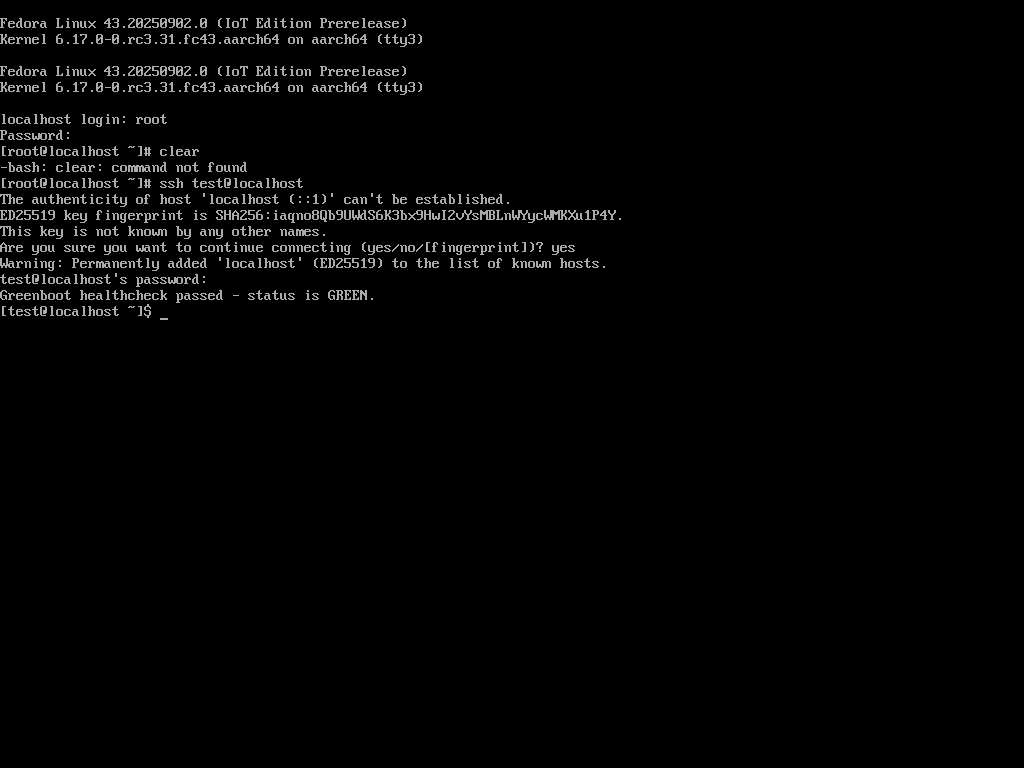 Fedora Linux 43.20250902.0 (IoT Edition Prerelease)
Kernel 6.17.0-0.rc3.31.fc43.aarch64 on aarch64 (tty3)
Fedora Linux 43.20250902.0 (IoT Edition Prerelease)
Kernel 6.17.0-0.rc3.31.fc43.aarch64 on aarch64 (tty3)
localhost login: root
Password:
[root@localhost ~]# clear
-bash: clear: command not found
[root@localhost ~]# ssh test@localhost
The authenticity of host 'localhost (::1)' can't be established.
ED25519 key fingerprint is SHA256:iaqno8Qb9UWdS6K3bx9HwI2vYsMBLnWYycWMKXu1P4Y.
This key is not known by any other names.
Are you sure you want to continue connecting (yes/no/[fingerprint])? yes
Warning: Permanently added 'localhost' (ED25519) to the list of known hosts.
test@localhost's password:
Greenboot healthcheck passed - status is GREEN.
[test@localhost ~]$ _